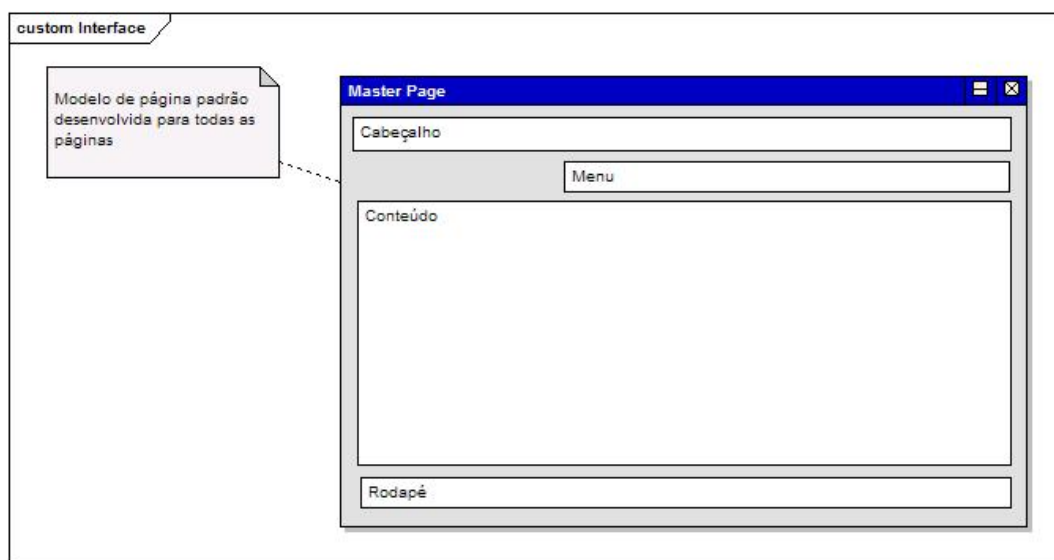 custom Interface
Modelo de página padrão
desenvolvida para todas as
páginas
Master Page
Cabeçalho
Menu
Conteúdo
Rodapé